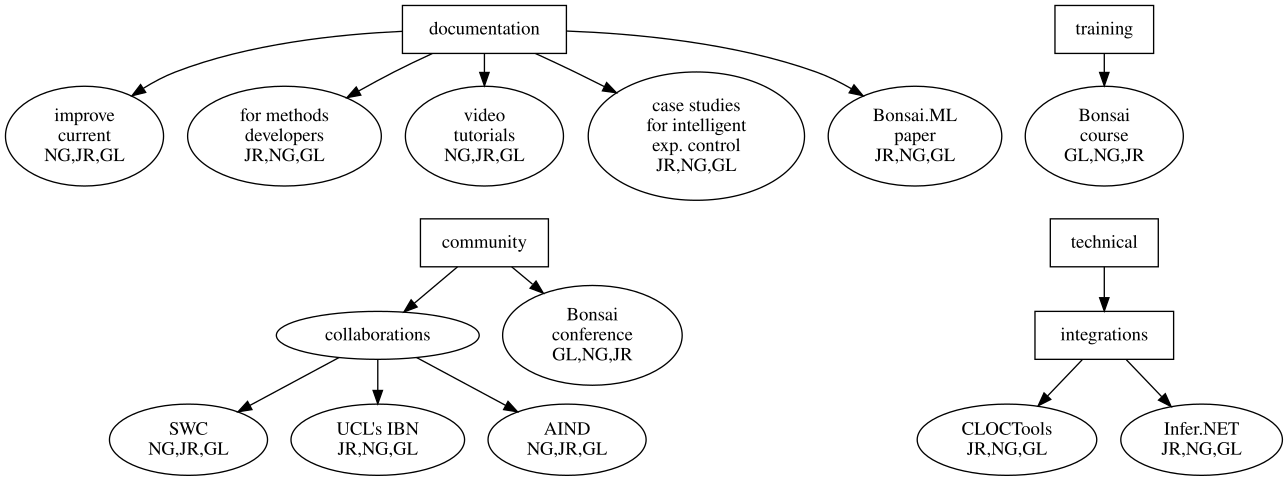 documentation
training
improve
current
NG,JR,GL
for methods
developers
JR,NG,GL
video
tutorials
NG,JR,GL
case studies
for intelligent
exp. control
JR,NG,GL
Bonsai.ML
paper
JR,NG,GL
Bonsai
course
GL,NG,JR
community
technical
collaborations
Bonsai
conference
GL,NG,JR
integrations
SWC
NG,JR,GL
UCL's IBN
JR,NG,GL
AIND
NG,JR,GL
CLOCTools
JR,NG,GL
Infer.NET
JR,NG,GL